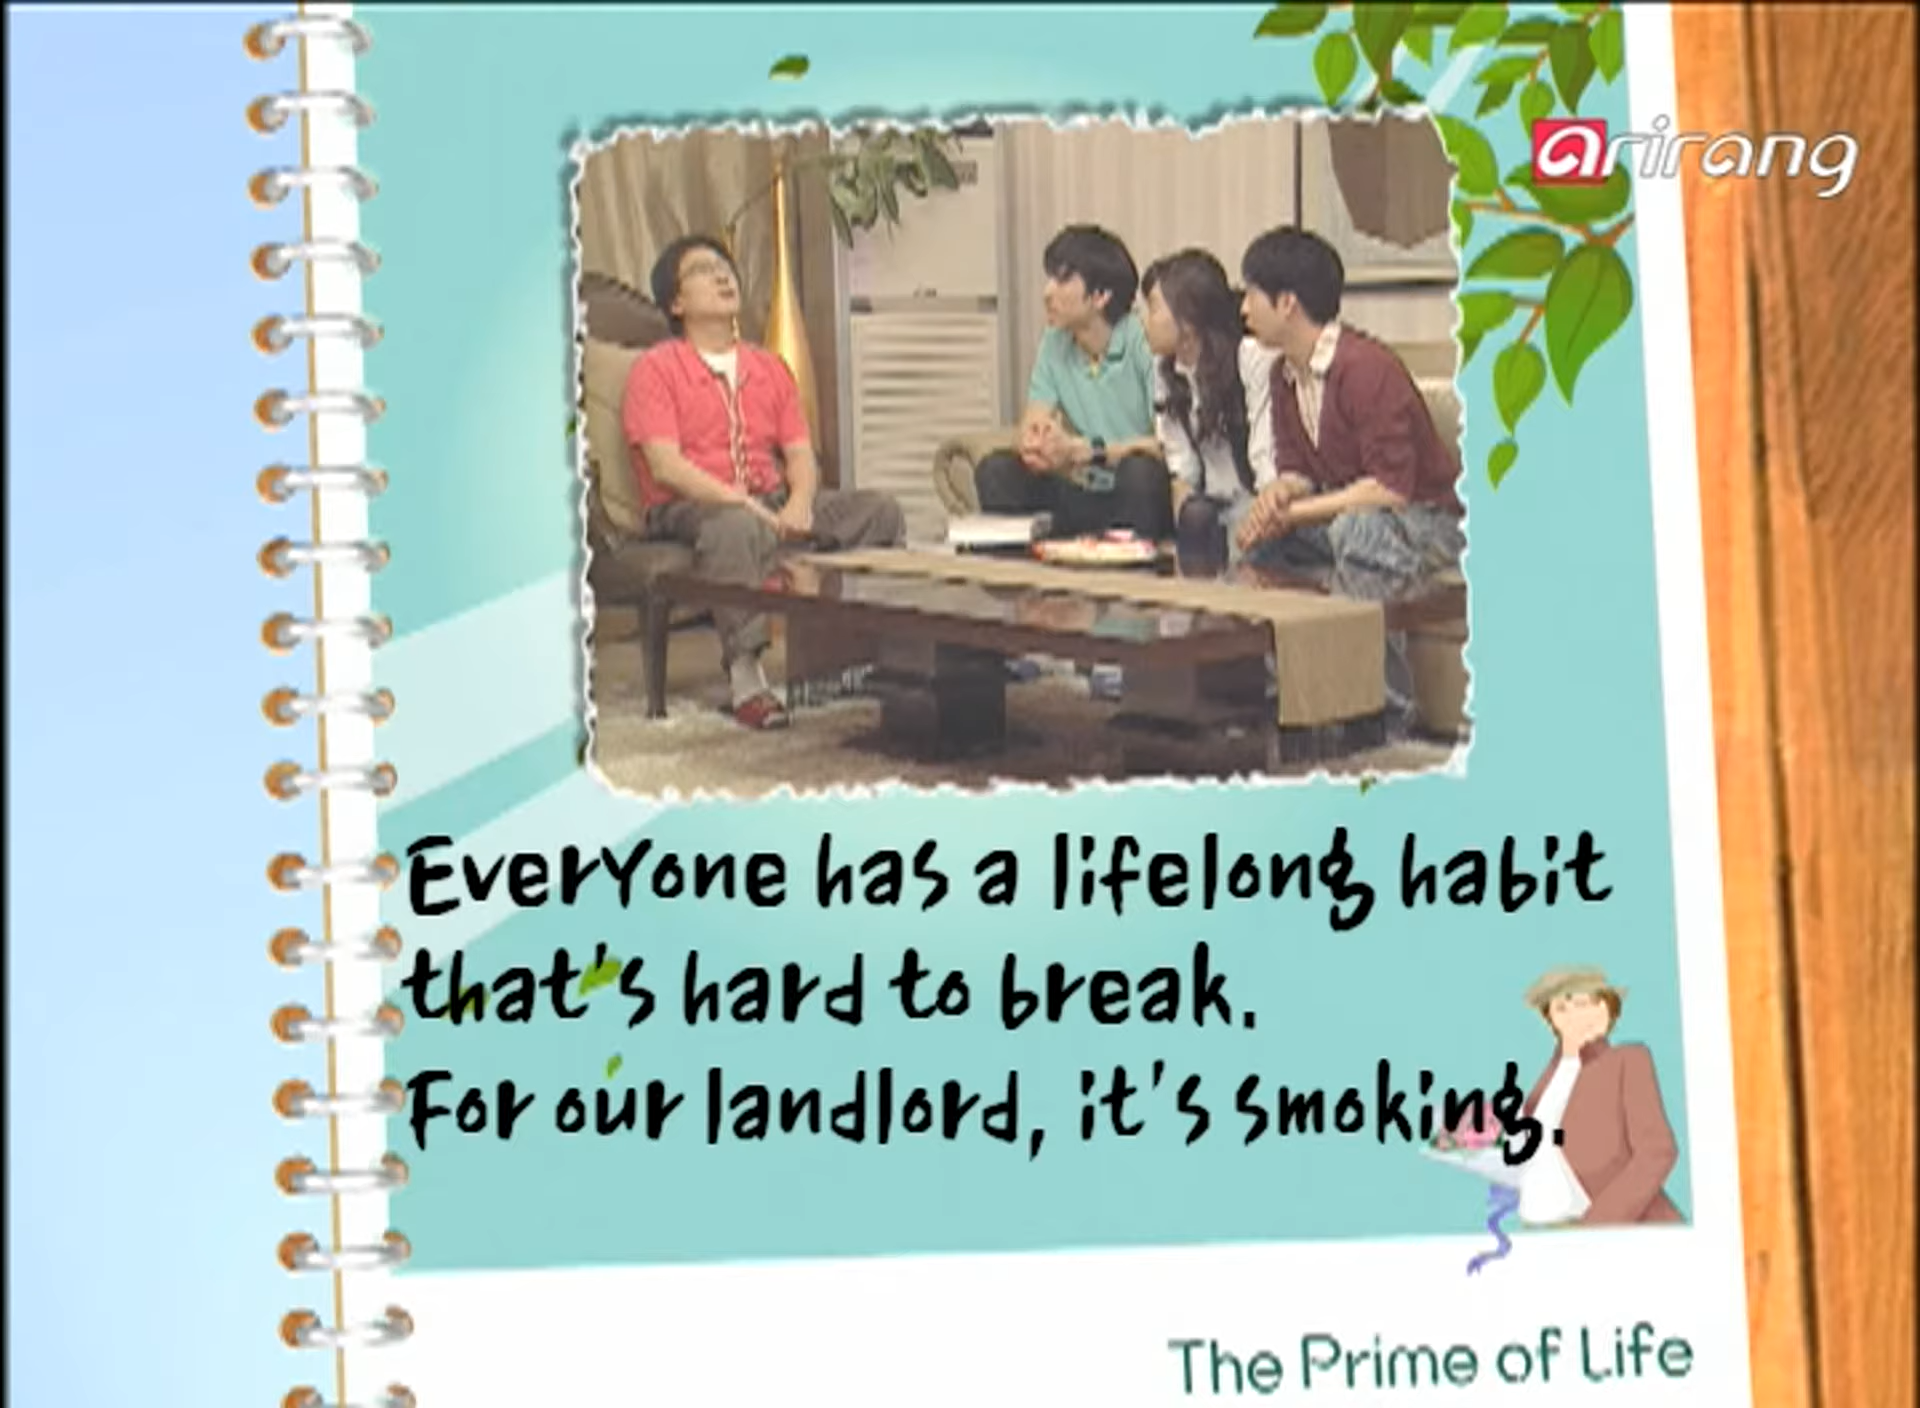 arirang
Everyone has a lifelong habit
that's hard to break.
For our landlord, it's smoking.
The Prime of Life